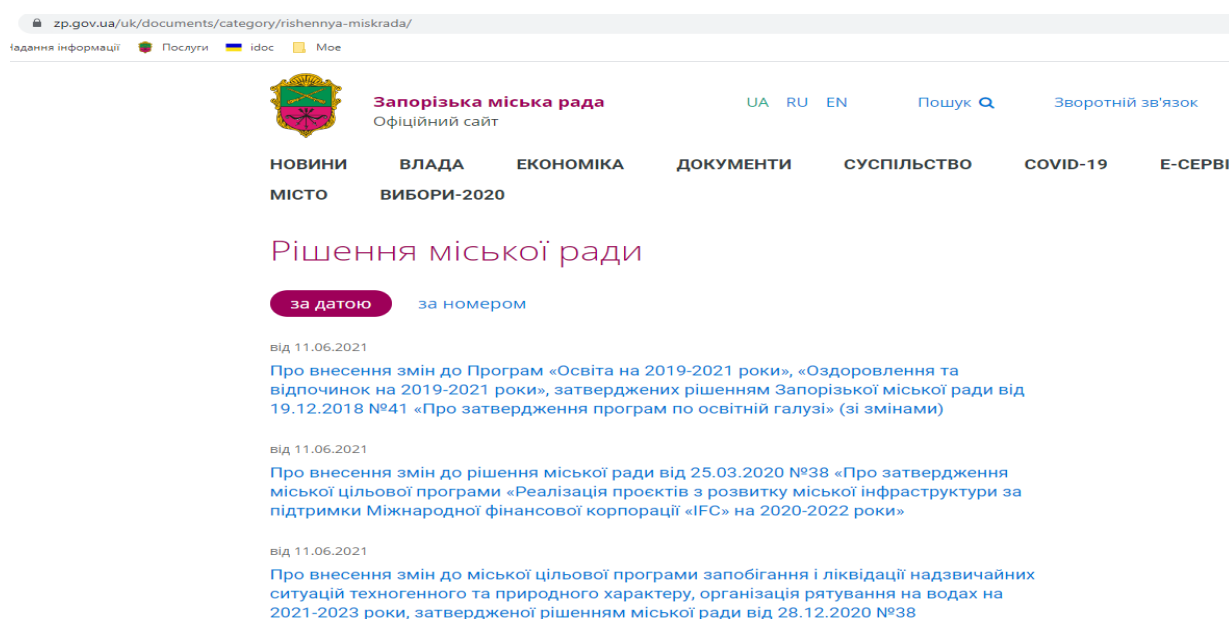 zp.gov.ua/uk/documents/category/rishennya-miskrada/
Надання інформації Послуги idoc Мое
Запорізька міська рада
Офіційний сайт
UA RU EN Пошук Зворотній зв'язок
НОВИНИ ВЛАДА ЕКОНОМІКА ДОКУМЕНТИ СУСПІЛЬСТВО COVID-19 Е-СЕРВІ
МІСТО ВИБОРИ-2020
Рішення міської ради
за датою за номером
від 11.06.2021
Про внесення змін до Програм «Освіта на 2019-2021 роки», «Оздоровлення та
відпочинок на 2019-2021 роки», затверджених рішенням Запорізької міської ради від
19.12.2018 №41 «Про затвердження програм по освітній галузі» (зі змінами)
від 11.06.2021
Про внесення змін до рішення міської ради від 25.03.2020 №38 «Про затвердження
міської цільової програми «Реалізація проєктів з розвитку міської інфраструктури за
підтримки Міжнародної фінансової корпорації «IFC» на 2020-2022 роки»
від 11.06.2021
Про внесення змін до міської цільової програми запобігання і ліквідації надзвичайних
ситуацій техногенного та природного характеру, організація рятування на водах на
2021-2023 роки, затвердженої рішенням міської ради від 28.12.2020 №38